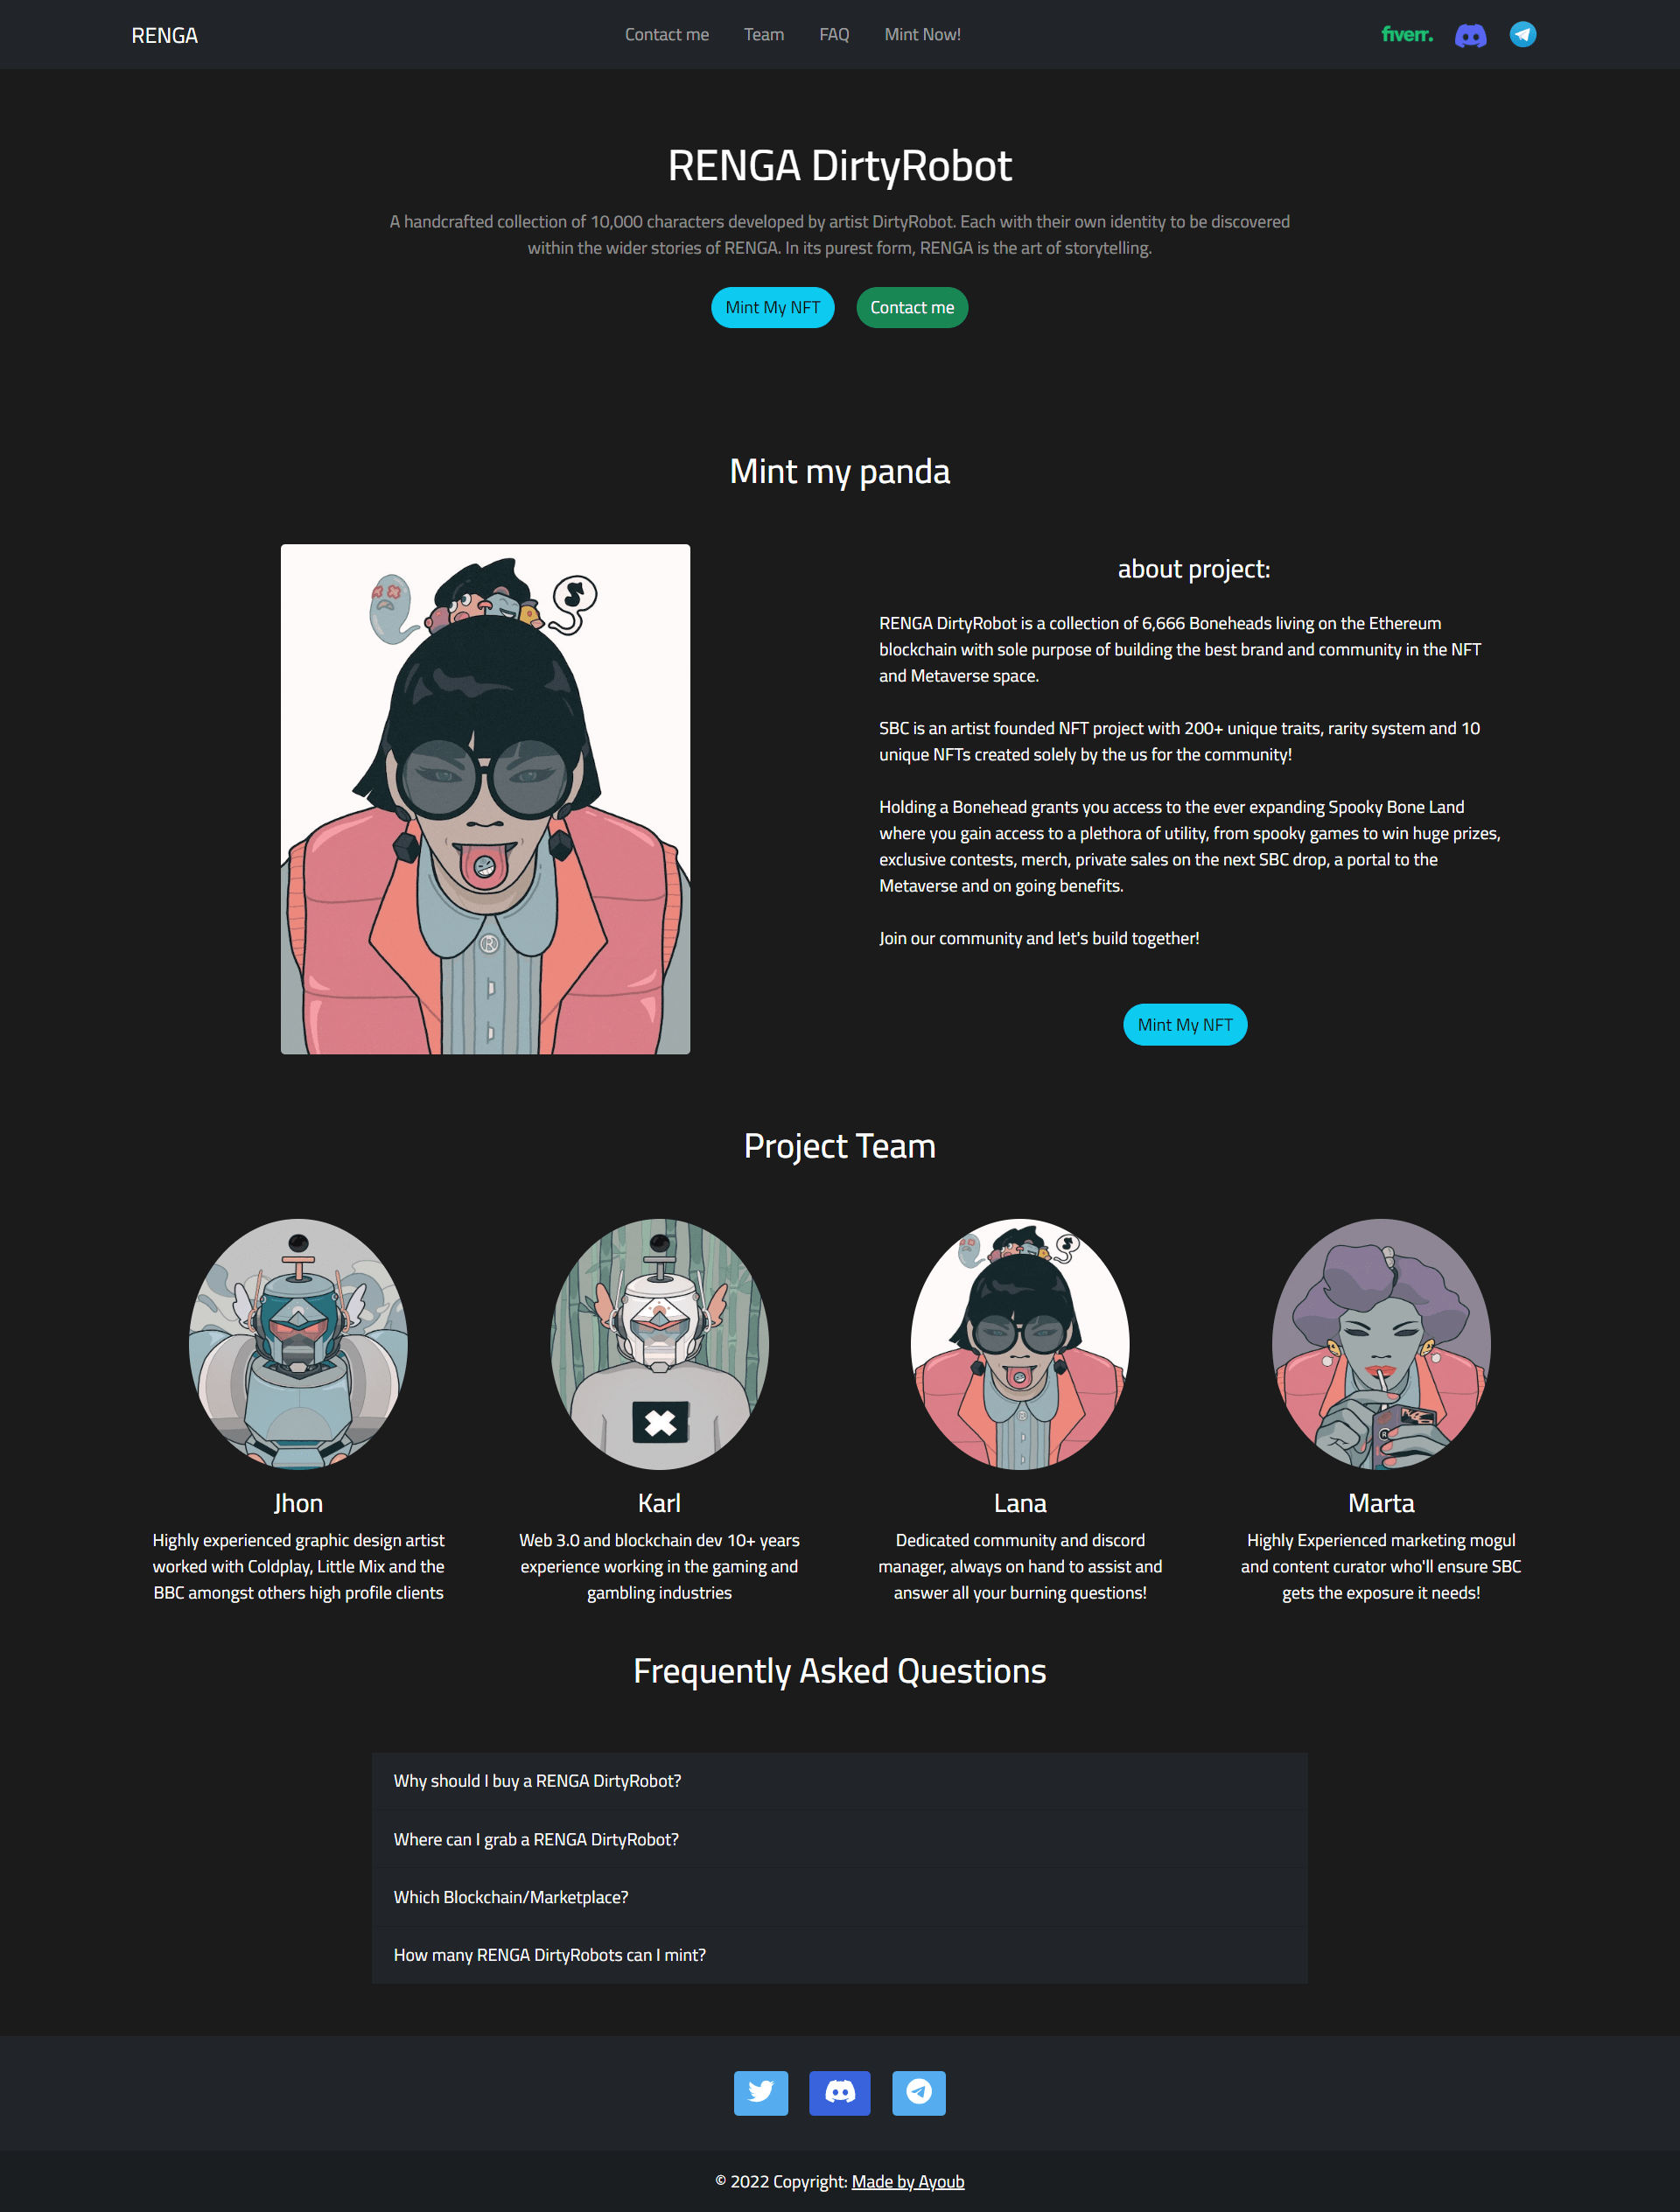 RENGA
Contact me
Team
FAQ
Mint Now!
fiverr.
RENGA DirtyRobot
A handcrafted collection of 10,000 characters developed by artist DirtyRobot. Each with their own identity to be discovered
within the wider stories of RENGA. In its purest form, RENGA is the art of storytelling.
Mint My NFT
Contact me
Mint my panda
about project:
RENGA DirtyRobot is a collection of 6,666 Boneheads living on the Ethereum
blockchain with sole purpose of building the best brand and community in the NFT
and Metaverse space.
SBC is an artist founded NFT project with 200+ unique traits, rarity system and 10
unique NFTs created solely by the us for the community!
Holding a Bonehead grants you access to the ever expanding Spooky Bone Land
where you gain access to a plethora of utility, from spooky games to win huge prizes,
exclusive contests, merch, private sales on the next SBC drop, a portal to the
Metaverse and on going benefits.
Join our community and let's build together!
Mint My NFT
Project Team
Jhon
Highly experienced graphic design artist
worked with Coldplay, Little Mix and the
BBC amongst others high profile clients
Karl
Web 3.0 and blockchain dev 10+ years
experience working in the gaming and
gambling industries
Lana
Dedicated community and discord
manager, always on hand to assist and
answer all your burning questions!
Marta
Highly Experienced marketing mogul
and content curator who'll ensure SBC
gets the exposure it needs!
Frequently Asked Questions
Why should I buy a RENGA DirtyRobot?
Where can I grab a RENGA DirtyRobot?
Which Blockchain/Marketplace?
How many RENGA DirtyRobots can I mint?
© 2022 Copyright: Made by Ayoub